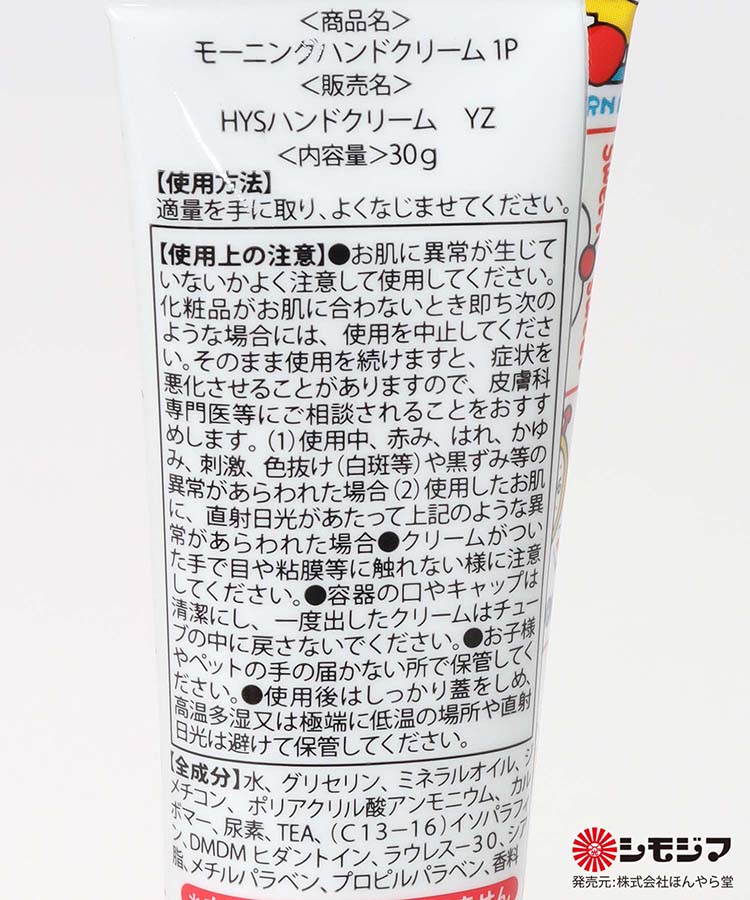 <商品名>
モーニングハンドクリーム 1P
<販売名>
HYSハンドクリーム YZ
<内容量>30g
【使用方法】
適量を手に取り、よくなじませてください。
【使用上の注意】●お肌に異常が生じて
いないかよく注意して使用してください。
化粧品がお肌に合わないとき即ち次の
ような場合には、使用を中止してくださ
い。そのまま使用を続けますと、症状を
悪化させることがありますので、皮膚科
専門医等にご相談されることをおすす
めします。(1)使用中、赤み、はれ、かゆ
み、刺激、色抜け(白斑等)や黒ずみ等の
異常があらわれた場合(2)使用したお肌
に、直射日光があたって上記のような異
常があらわれた場合●クリームがつい
た手で目や粘膜等に触れない様に注意
してください。●容器の口やキャップは
清潔にし、一度出したクリームはチュー
ブの中に戻さないでください。●お子様
やペットの手の届かない所で保管してく
ださい。●使用後はしっかり蓋をしめ、
高温多湿又は極端に低温の場所や直射
日光は避けて保管してください。
【全成分】水、グリセリン、ミネラルオイル、ジ
メチコン、ポリアクリル酸アンモニウム、カル
ボマー、尿素、TEA、(C13-16)イソパラフィ
ン、DMDMヒダントイン、ラウレス-30、シア
脂、メチルパラベン、プロピルパラベン、香料
シモジマ
発売元:株式会社ほんやら堂